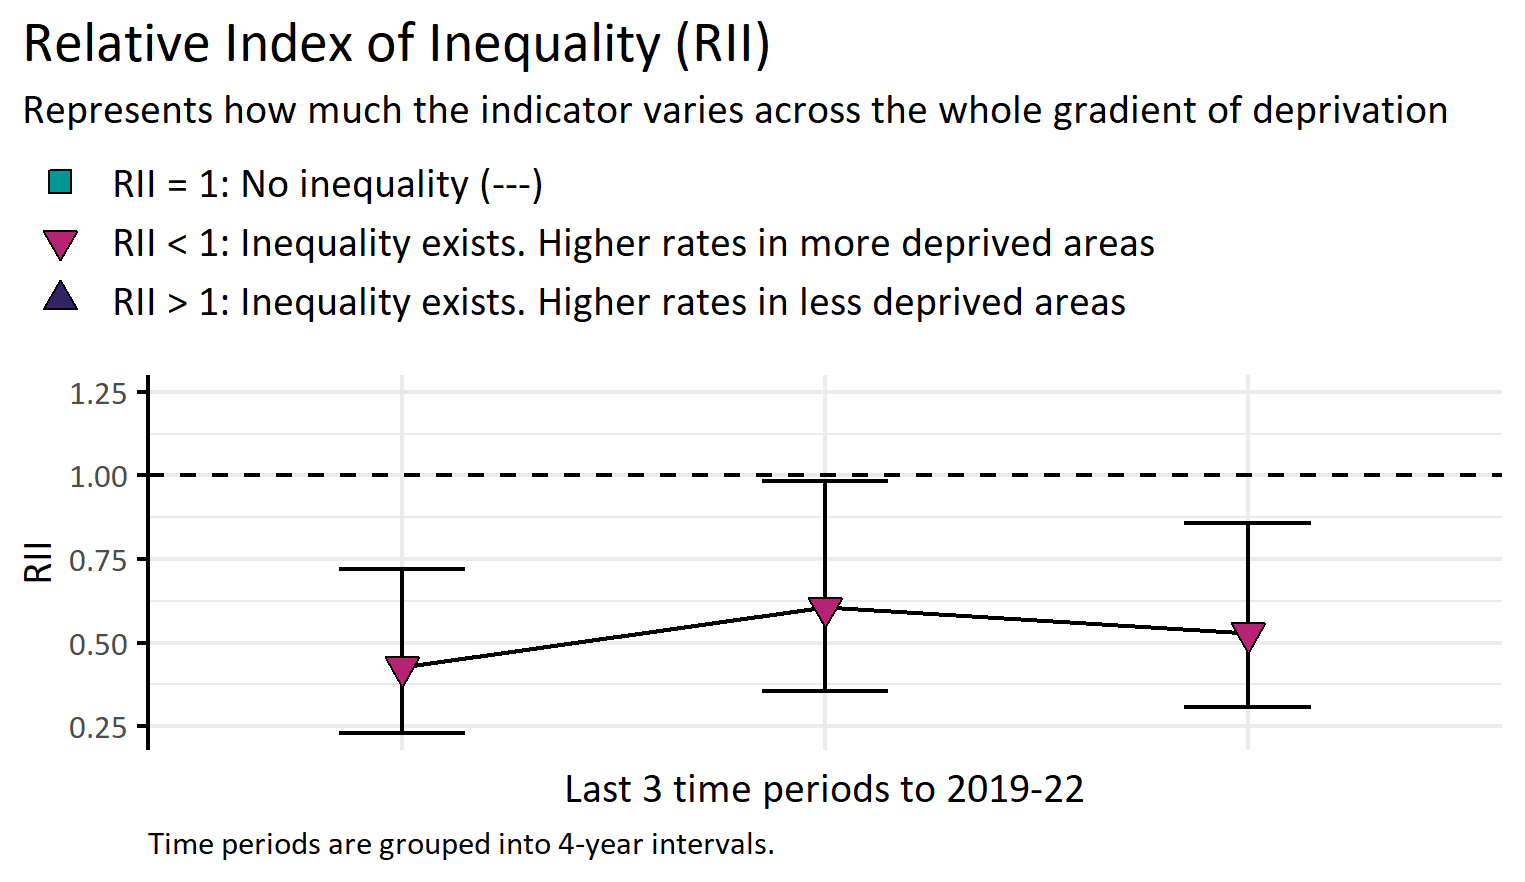 Relative Index of Inequality (RII)
Represents how much the indicator varies across the whole gradient of deprivation
RII = 1: No inequality (---)
RII < 1: Inequality exists. Higher rates in more deprived areas
RII > 1: Inequality exists. Higher rates in less deprived areas
1.25
1.00
0.75
0.50
0.25
RII
Last 3 time periods to 2019-22
Time periods are grouped into 4-year intervals.